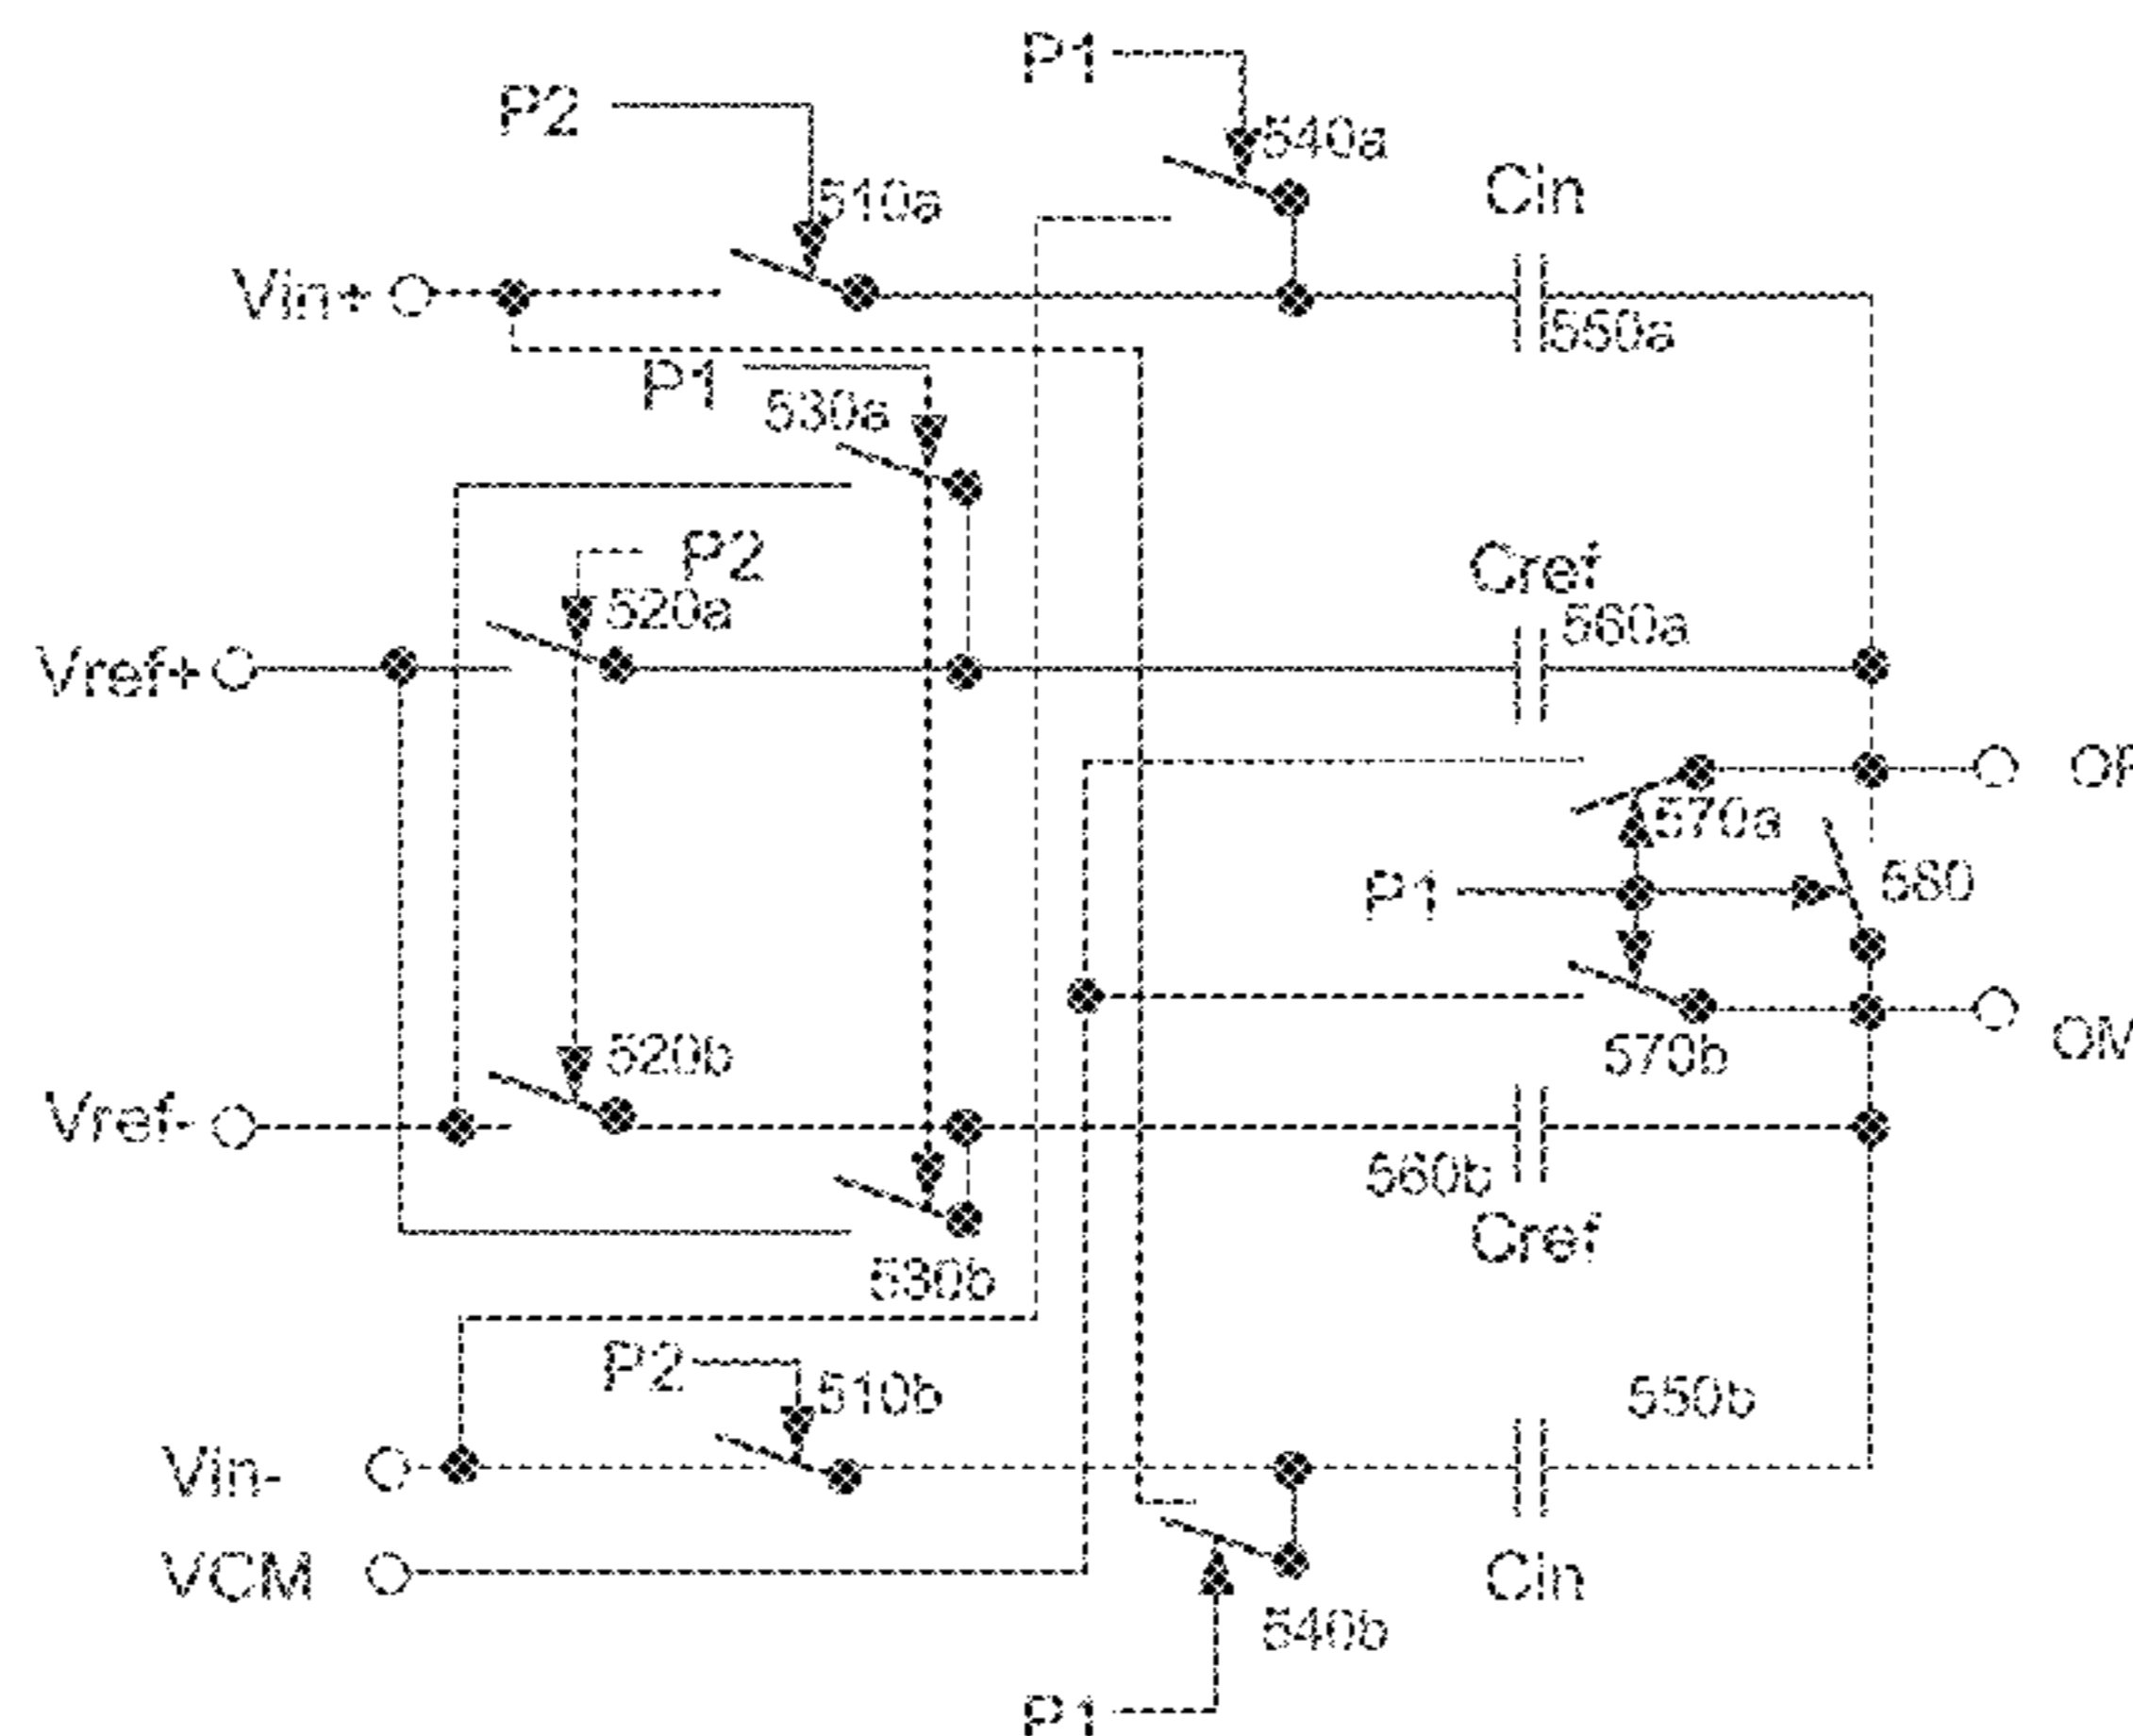 P1
P2
540a
510a
Cin
Vin+
550a
P1
530a
P2
Cref
520a
560a
Vref+
570a
P1
580
OM
520b
570b
Vref-
560b
Cref
530b
P2
510b
550b
Vin-
VCM
Cin
540b
P1